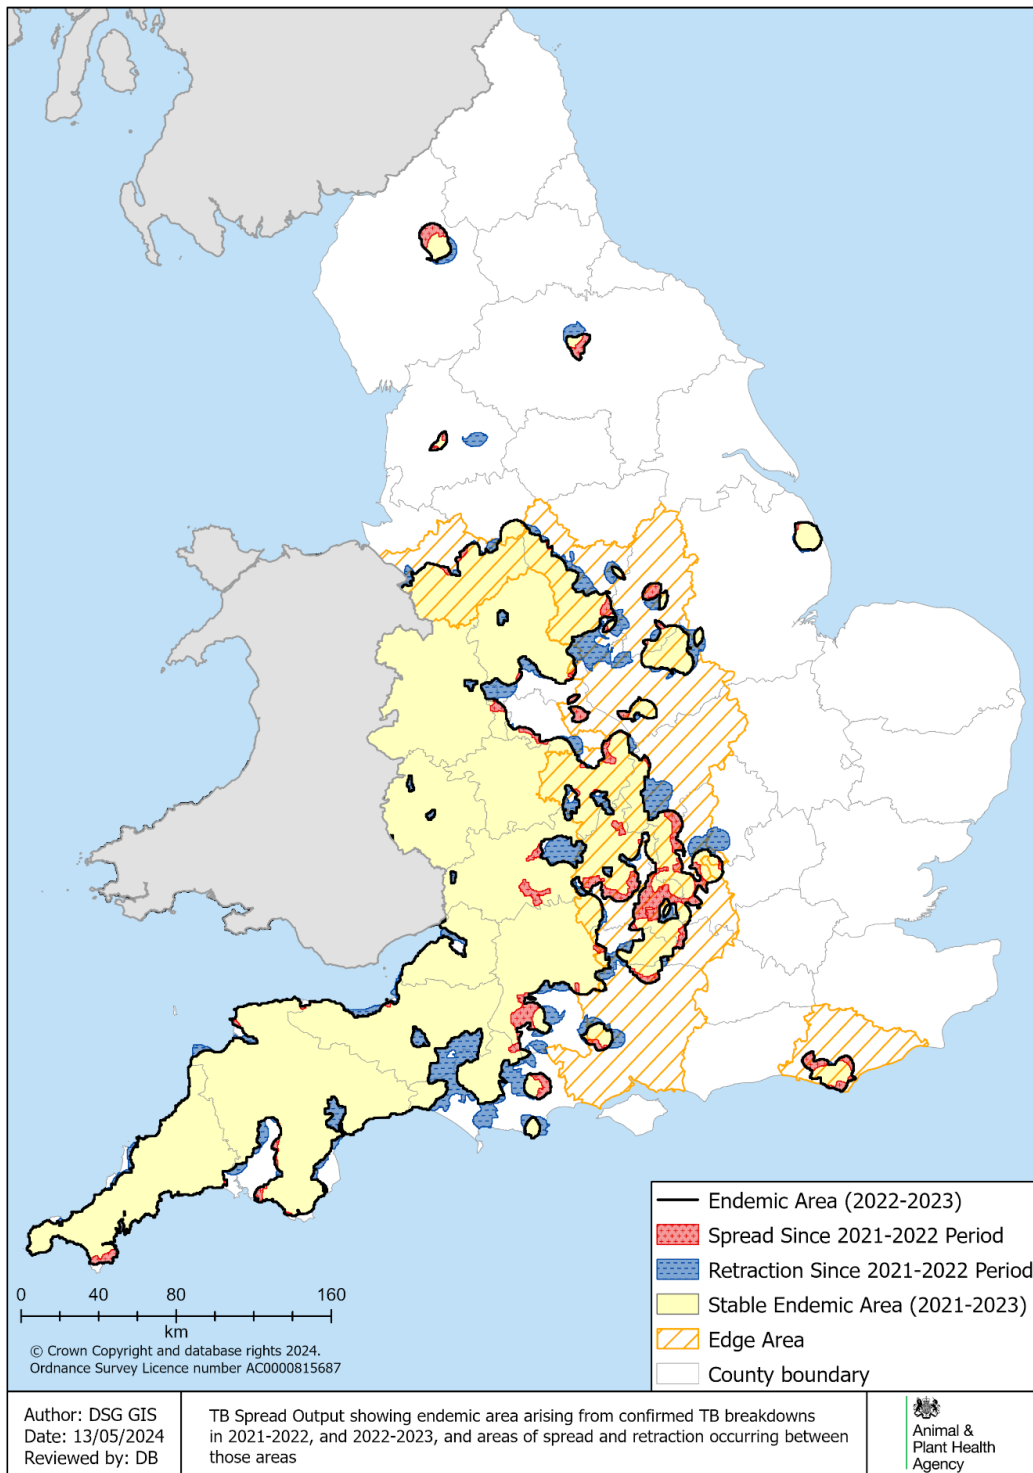 Endemic Area (2022-2023)
Spread Since 2021-2022 Period
Retraction Since 2021-2022 Period
Stable Endemic Area (2021-2023)
Edge Area
County boundary
0 40 80 160
km
© Crown Copyright and database rights 2024.
Ordnance Survey Licence number AC0000815687
Author: DSG GIS
Date: 13/05/2024
Reviewed by: DB
TB Spread Output showing endemic area arising from confirmed TB breakdowns
in 2021-2022, and 2022-2023, and areas of spread and retraction occurring between
those areas
Animal &
Plant Health
Agency